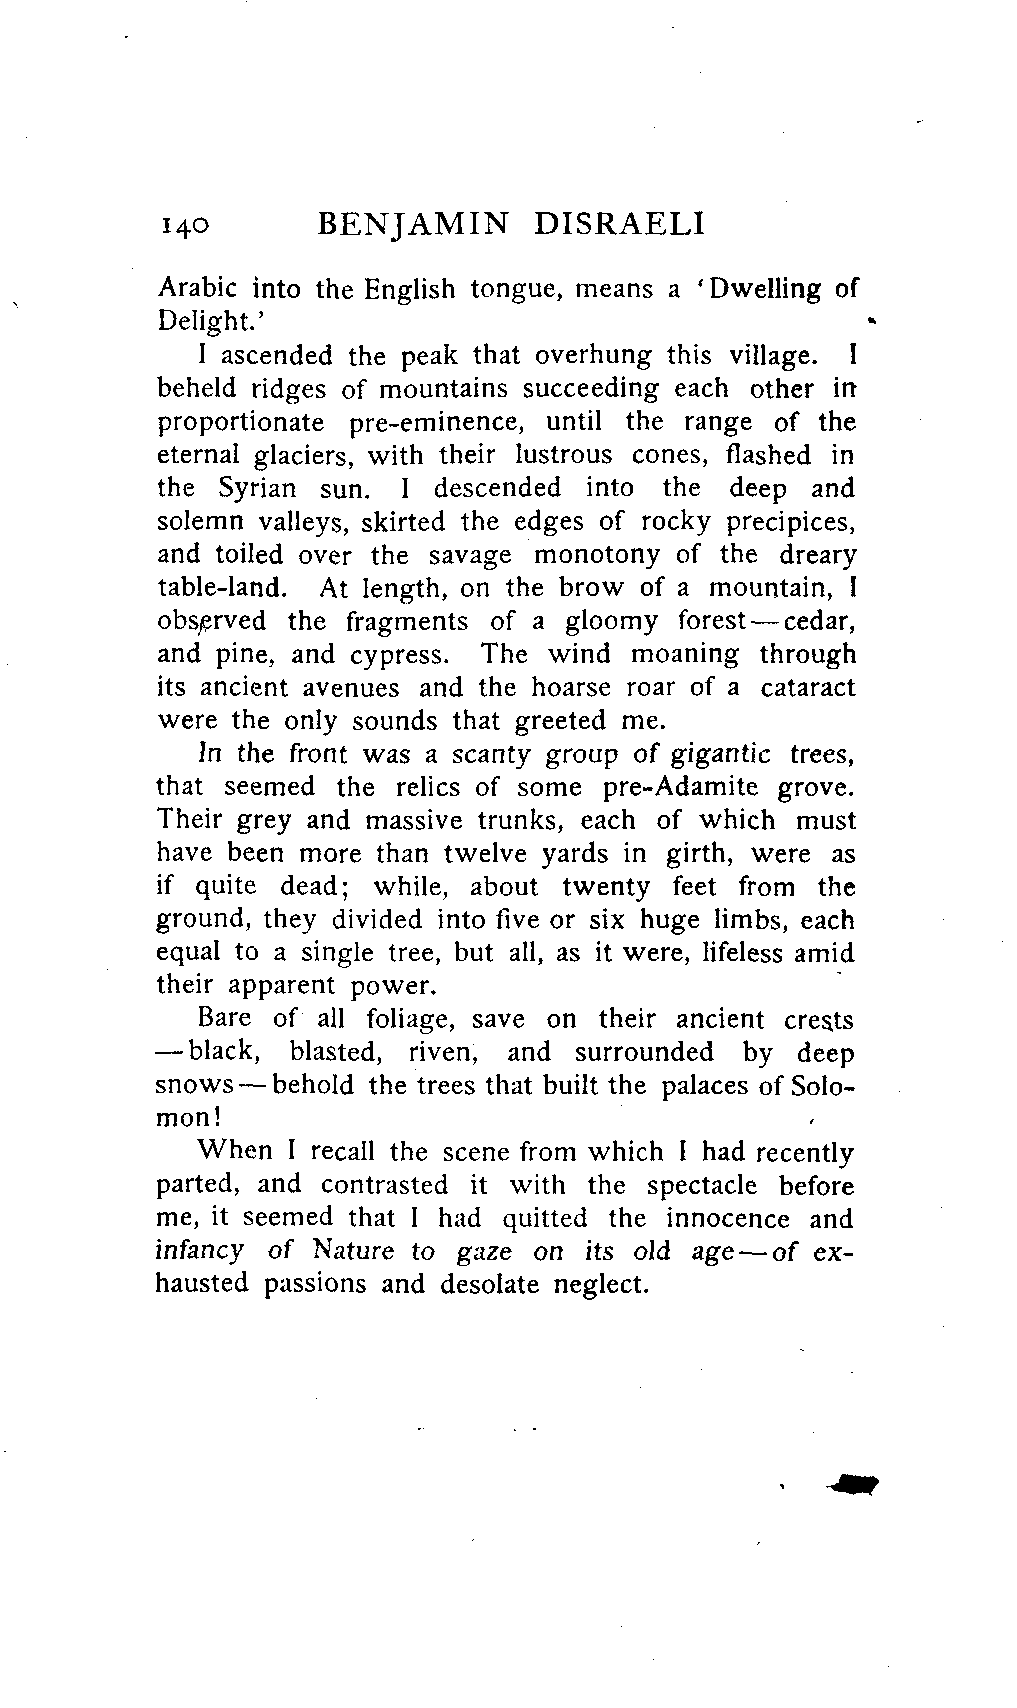 140 BENJAMIN DISRAELI
Arabic into the English tongue, means a 'Dwelling of
Delight.'
I ascended the peak that overhung this village. I
beheld ridges of mountains succeeding each other in
proportionate pre-eminence, until the range of the
eternal glaciers, with their lustrous cones, flashed in
the Syrian sun. I descended into the deep and
solemn valleys, skirted the edges of rocky precipices,
and toiled over the savage monotony of the dreary
table-land. At length, on the brow of a mountain, I
observed the fragments of a gloomy forest—cedar,
and pine, and cypress. The wind moaning through
its ancient avenues and the hoarse roar of a cataract
were the only sounds that greeted me.
In the front was a scanty group of gigantic trees,
that seemed the relics of some pre-Adamite grove.
Their grey and massive trunks, each of which must
have been more than twelve yards in girth, were as
if quite dead; while, about twenty feet from the
ground, they divided into five or six huge limbs, each
equal to a single tree, but all, as it were, lifeless amid
their apparent power.
Bare of all foliage, save on their ancient crests
—black, blasted, riven, and surrounded by deep
snows—behold the trees that built the palaces of Solo-
mon!
When I recall the scene from which I had recently
parted, and contrasted it with the spectacle before
me, it seemed that I had quitted the innocence and
infancy of Nature to gaze on its old age—of ex-
hausted passions and desolate neglect.